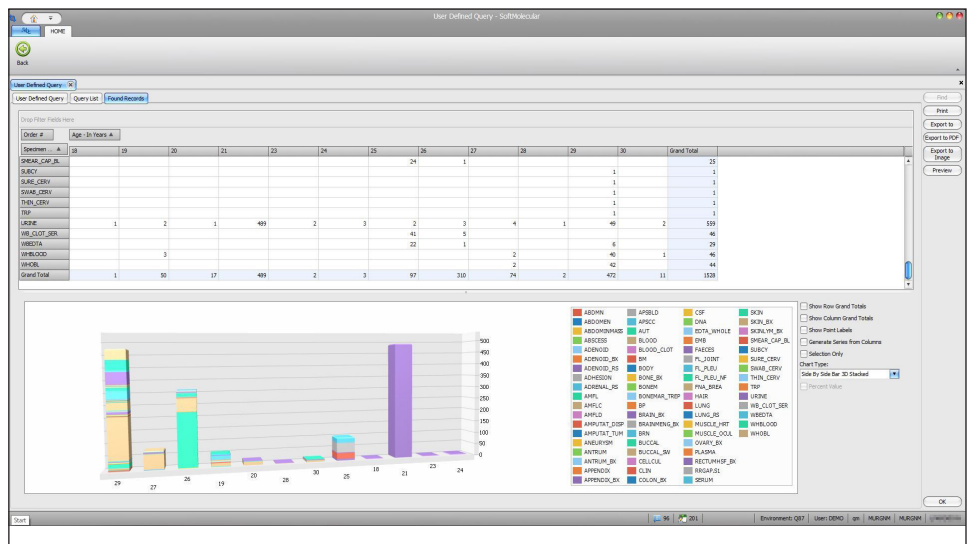 User Defined Query - SoftMolecular
ALL HOME
Back
User Defined Query
User Defined Query Query List Found Records
Find
Print
Export to
Export to PDF
Export to Image
Preview
Drop Filter Fields Here
Order # Age - In Years
Specimen ... 18 19 20 21 23 24 25 26 27 28 29 30 Grand Total
SMEAR_CAP_BL 24 1 25
SUBCY 1 1
SURE_CERV 1 1
SWAB_CERV 1 1
THIN_CERV 1 1
TRP 1 1
URINE 1 2 1 489 2 3 2 3 4 1 49 2 559
WB_CLOT_SER 41 5 46
WBEDTA 22 1 6 29
WHBLOOD 3 2 40 1 46
WHOBL 2 42 44
Grand Total 1 50 17 489 2 3 97 310 74 2 472 11 1528
500
450
400
350
300
250
200
150
100
50
0
29 27 26 19 20 28 30 25 18 21 23 24
ABDMN APSBLD CSF SKIN
ABDOMEN APSCC DNA SKIN_BX
ABDOMINMASS AUT EDTA_WHOLE SKINLYM_BX
ABSCESS BLOOD EMB SMEAR_CAP_BL
ADENOID BLOOD_CLOT FAECES SUBCY
ADENOID_BX BM FL_JOINT SURE_CERV
ADENOID_RS BODY FL_PLEU SWAB_CERV
ADHESION BONE_BX FL_PLEU_NF THIN_CERV
ADRENAL_RS BONEM FNA_BREA TRP
AMFL BONEMAR_TREP HAIR URINE
AMFLC BP LUNG WB_CLOT_SER
AMFLD BRAIN_BX LUNG_RS WBEDTA
AMPUTAT_DISP BRAINMENG_BX MUSCLE_HRT WHBLOOD
AMPUTAT_TUM BRN MUSCLE_OCUL WHOBL
ANEURYSM BUCCAL OVARY_BX
ANTRUM BUCCAL_SW PLASMA
ANTRUM_BX CELLCUL RECTUMHSF_BX
APPENDIX CLIN RRGAP.S1
APPENDIX_BX COLON_BX SERUM
Show Row Grand Totals
Show Column Grand Totals
Show Point Labels
Generate Series from Columns
Selection Only
Chart Type:
Side By Side Bar 3D Stacked
Percent Value
OK
Start
96 201 Environment: Q87 User: DEMO qm MURGNM MURGNM